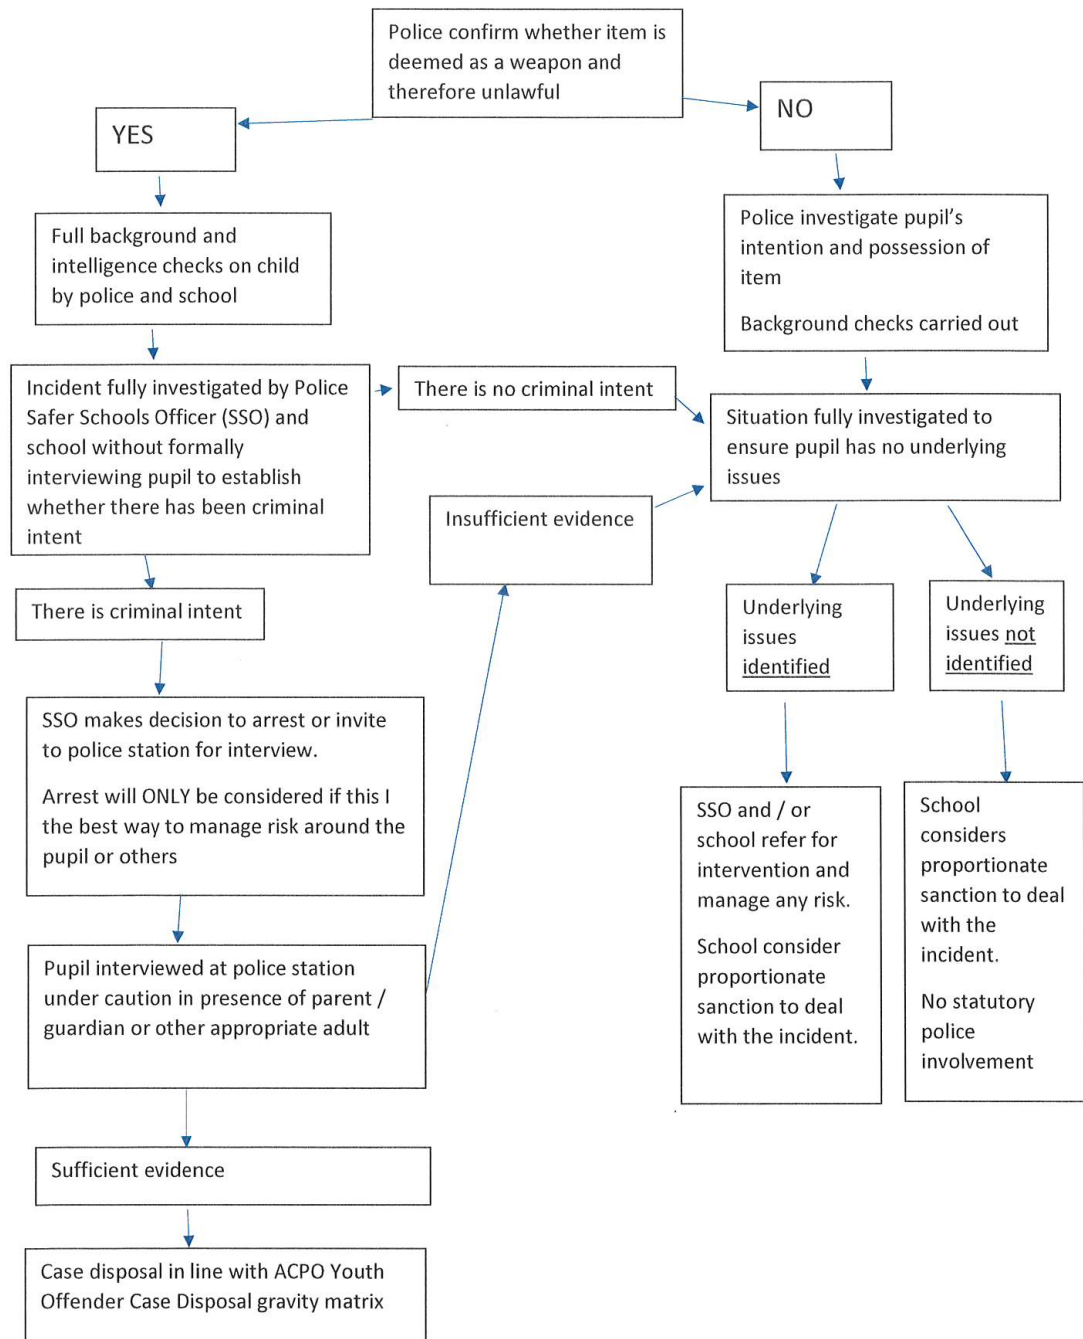 Police confirm whether item is
deemed as a weapon and
therefore unlawful
YES
NO
Full background and
intelligence checks on child
by police and school
Police investigate pupil's
intention and possession of
item
Background checks carried out
Incident fully investigated by Police
Safer Schools Officer (SSO) and
school without formally
interviewing pupil to establish
whether there has been criminal
intent
There is no criminal intent
Situation fully investigated to
ensure pupil has no underlying
issues
Insufficient evidence
There is criminal intent
Underlying
issues
identified
Underlying
issues not
identified
SSO makes decision to arrest or invite
to police station for interview.
Arrest will ONLY be considered if this I
the best way to manage risk around the
pupil or others
SSO and / or
school refer for
intervention and
manage any risk.
School consider
proportionate
sanction to deal
with the incident.
School
considers
proportionate
sanction to deal
with the
incident.
No statutory
police
involvement
Pupil interviewed at police station
under caution in presence of parent /
guardian or other appropriate adult
Sufficient evidence
Case disposal in line with ACPO Youth
Offender Case Disposal gravity matrix